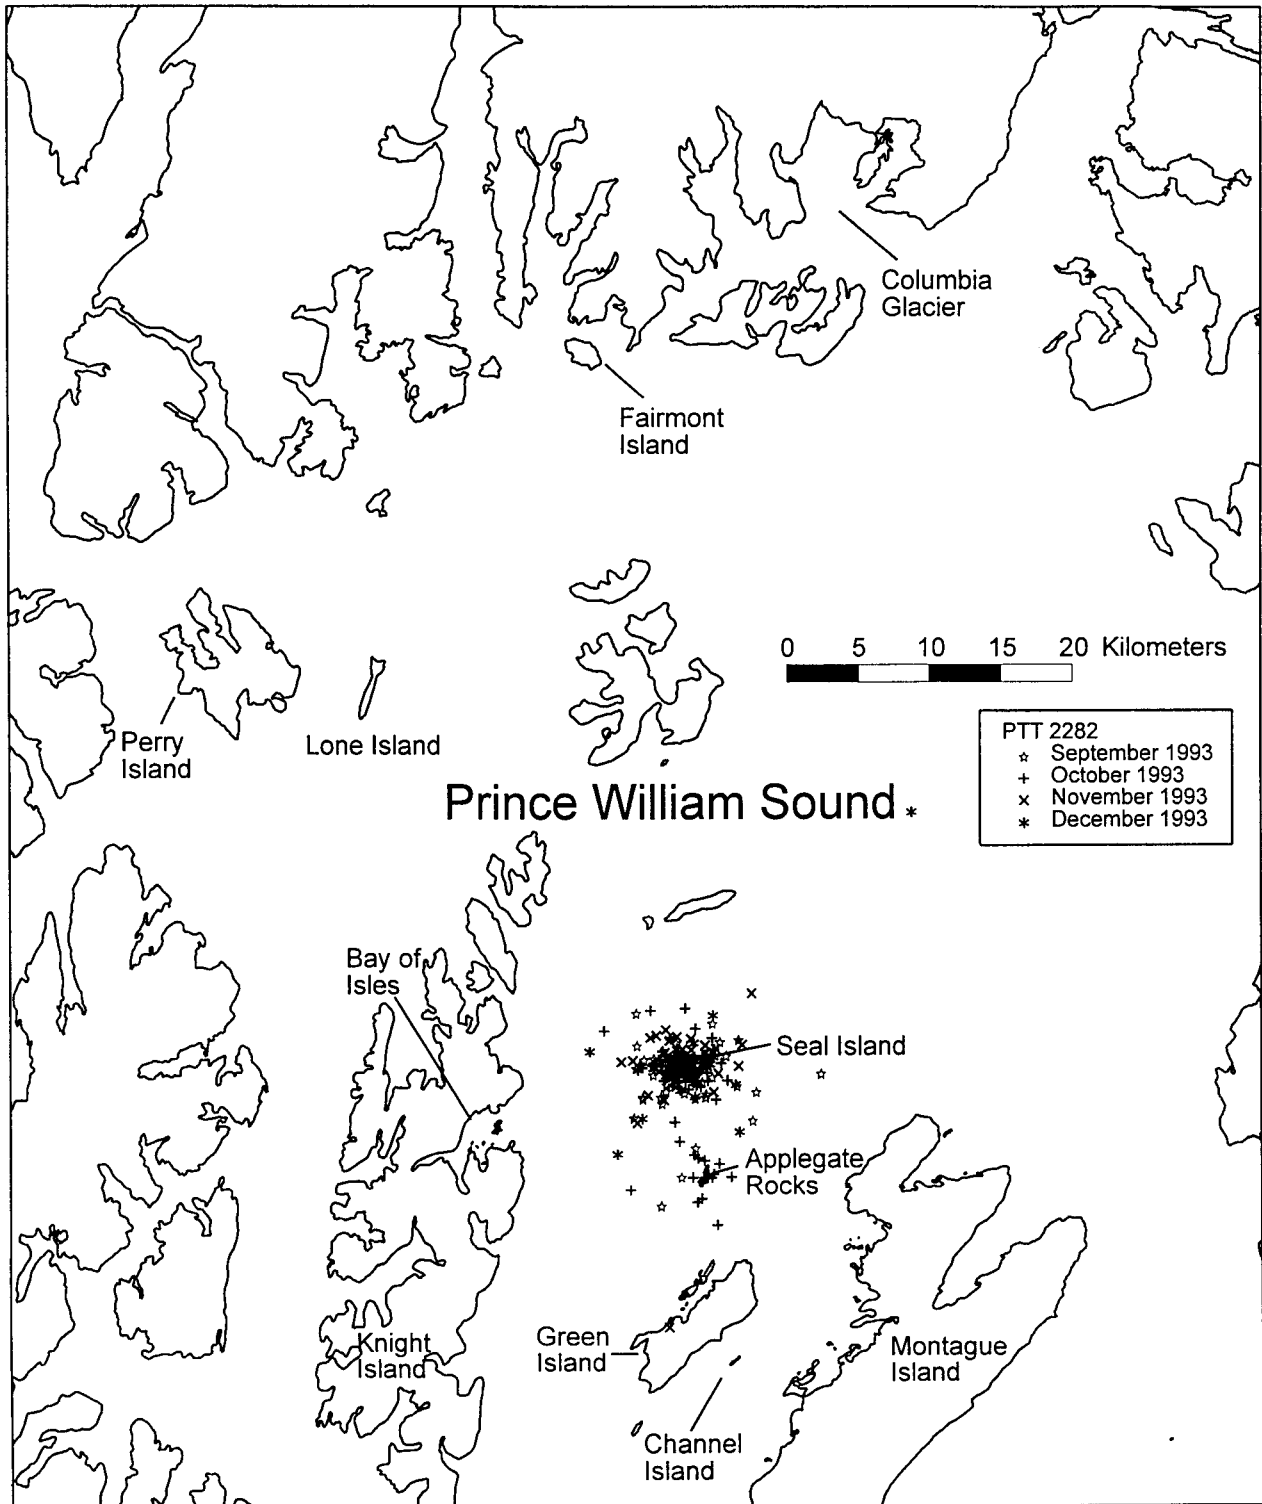 Columbia
Glacier
Fairmont
Island
0 5 10 15 20 Kilometers
PTT 2282
September 1993
October 1993
November 1993
December 1993
Perry
Island
Lone Island
Prince William Sound
Bay of
Isles
Seal Island
Applegate
Rocks
Knight
Island
Green
Island
Montague
Island
Channel
Island